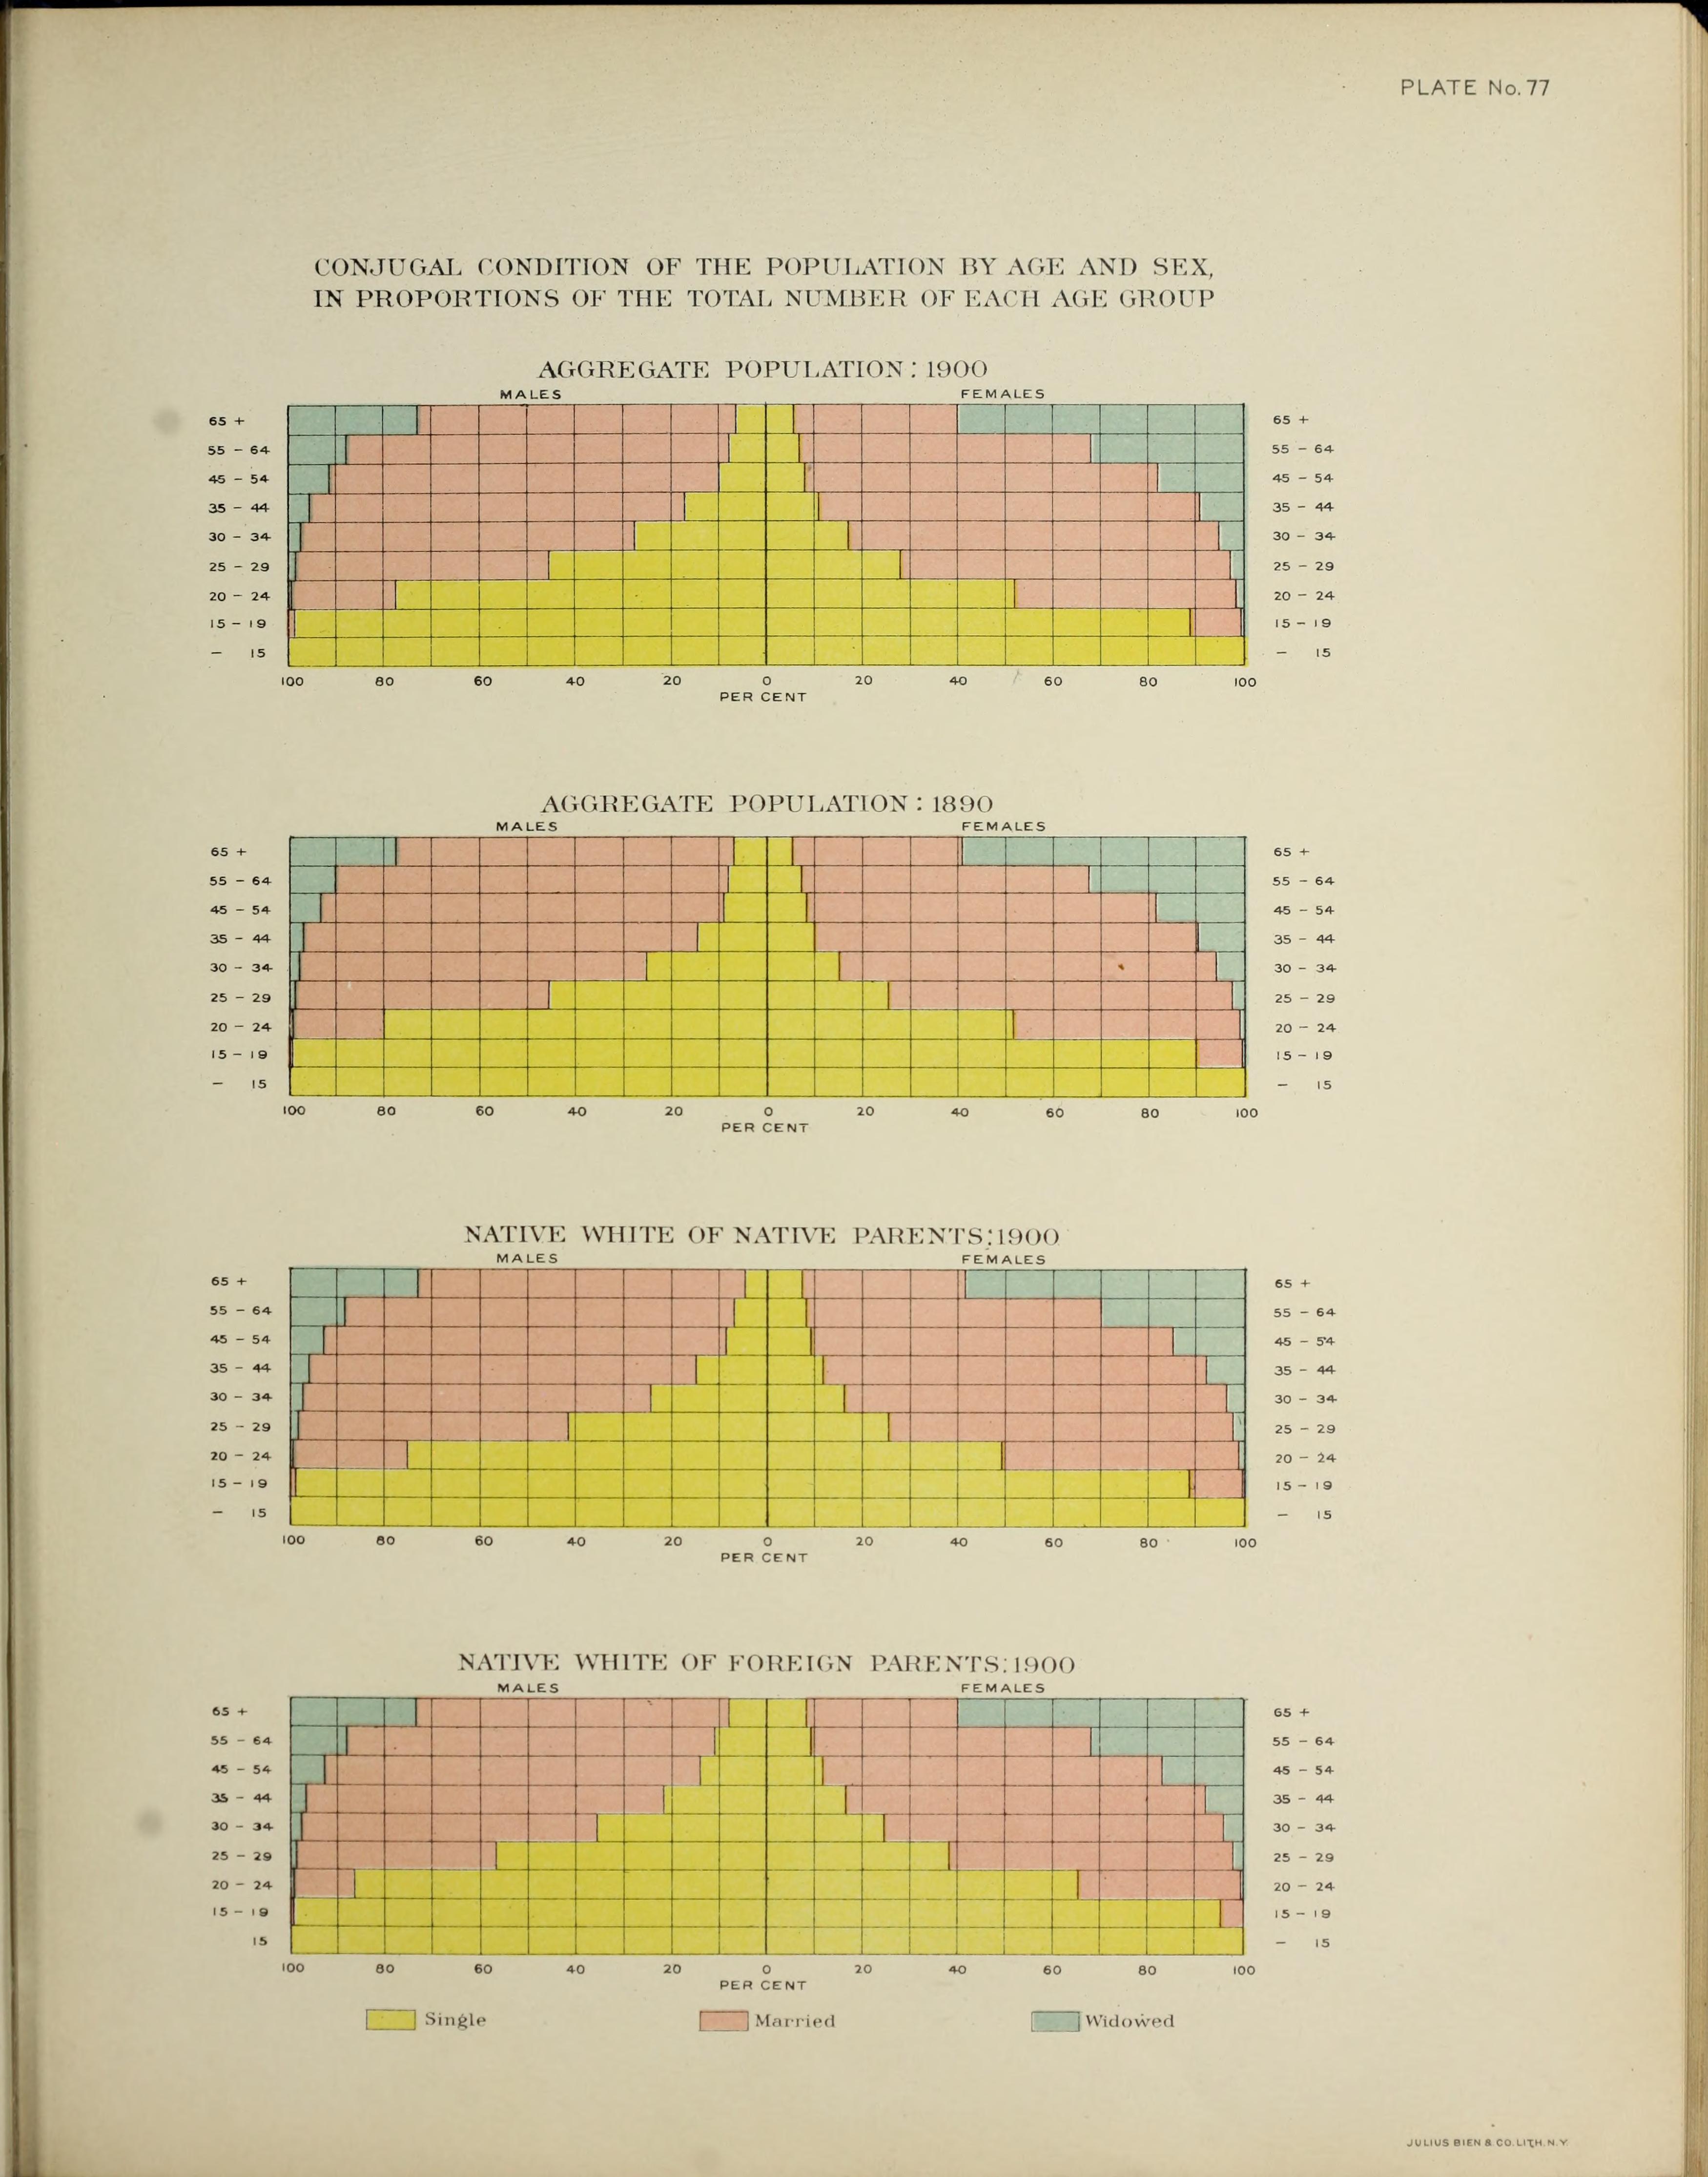 PLATE No. 77
CONJUGAL CONDITION OF THE POPULATION BY AGE AND SEX,
IN PROPORTIONS OF THE TOTAL NUMBER OF EACH AGE GROUP
AGGREGATE POPULATION: 1900
MALES FEMALES
65 + 65 +
55 - 64 55 - 64
45 - 54 45 - 54
35 - 44 35 - 44
30 - 34 30 - 34
25 - 29 25 - 29
20 - 24 20 - 24
15 - 19 15 - 19
- 15 - 15
100 80 60 40 20 0 20 40 60 80 100
PER CENT
AGGREGATE POPULATION: 1890
MALES FEMALES
65 + 65 +
55 - 64 55 - 64
45 - 54 45 - 54
35 - 44 35 - 44
30 - 34 30 - 34
25 - 29 25 - 29
20 - 24 20 - 24
15 - 19 15 - 19
- 15 - 15
100 80 60 40 20 0 20 40 60 80 100
PER CENT
NATIVE WHITE OF NATIVE PARENTS: 1900
MALES FEMALES
65 + 65 +
55 - 64 55 - 64
45 - 54 45 - 54
35 - 44 35 - 44
30 - 34 30 - 34
25 - 29 25 - 29
20 - 24 20 - 24
15 - 19 15 - 19
- 15 - 15
100 80 60 40 20 0 20 40 60 80 100
PER CENT
NATIVE WHITE OF FOREIGN PARENTS: 1900
MALES FEMALES
65 + 65 +
55 - 64 55 - 64
45 - 54 45 - 54
35 - 44 35 - 44
30 - 34 30 - 34
25 - 29 25 - 29
20 - 24 20 - 24
15 - 19 15 - 19
15 - 15
100 80 60 40 20 0 20 40 60 80 100
PER CENT
Single Married Widowed
JULIUS BIEN & CO. LITH. N.Y.